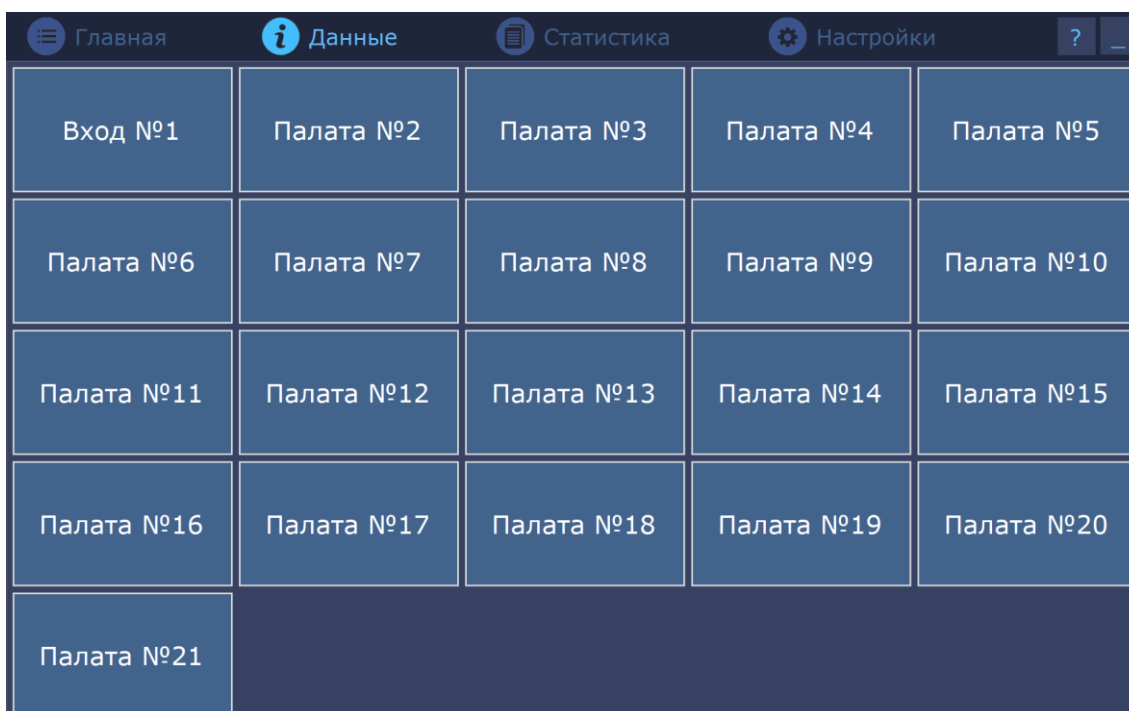 Главная Данные Статистика Настройки ? _
Вход №1 Палата №2 Палата №3 Палата №4 Палата №5
Палата №6 Палата №7 Палата №8 Палата №9 Палата №10
Палата №11 Палата №12 Палата №13 Палата №14 Палата №15
Палата №16 Палата №17 Палата №18 Палата №19 Палата №20
Палата №21